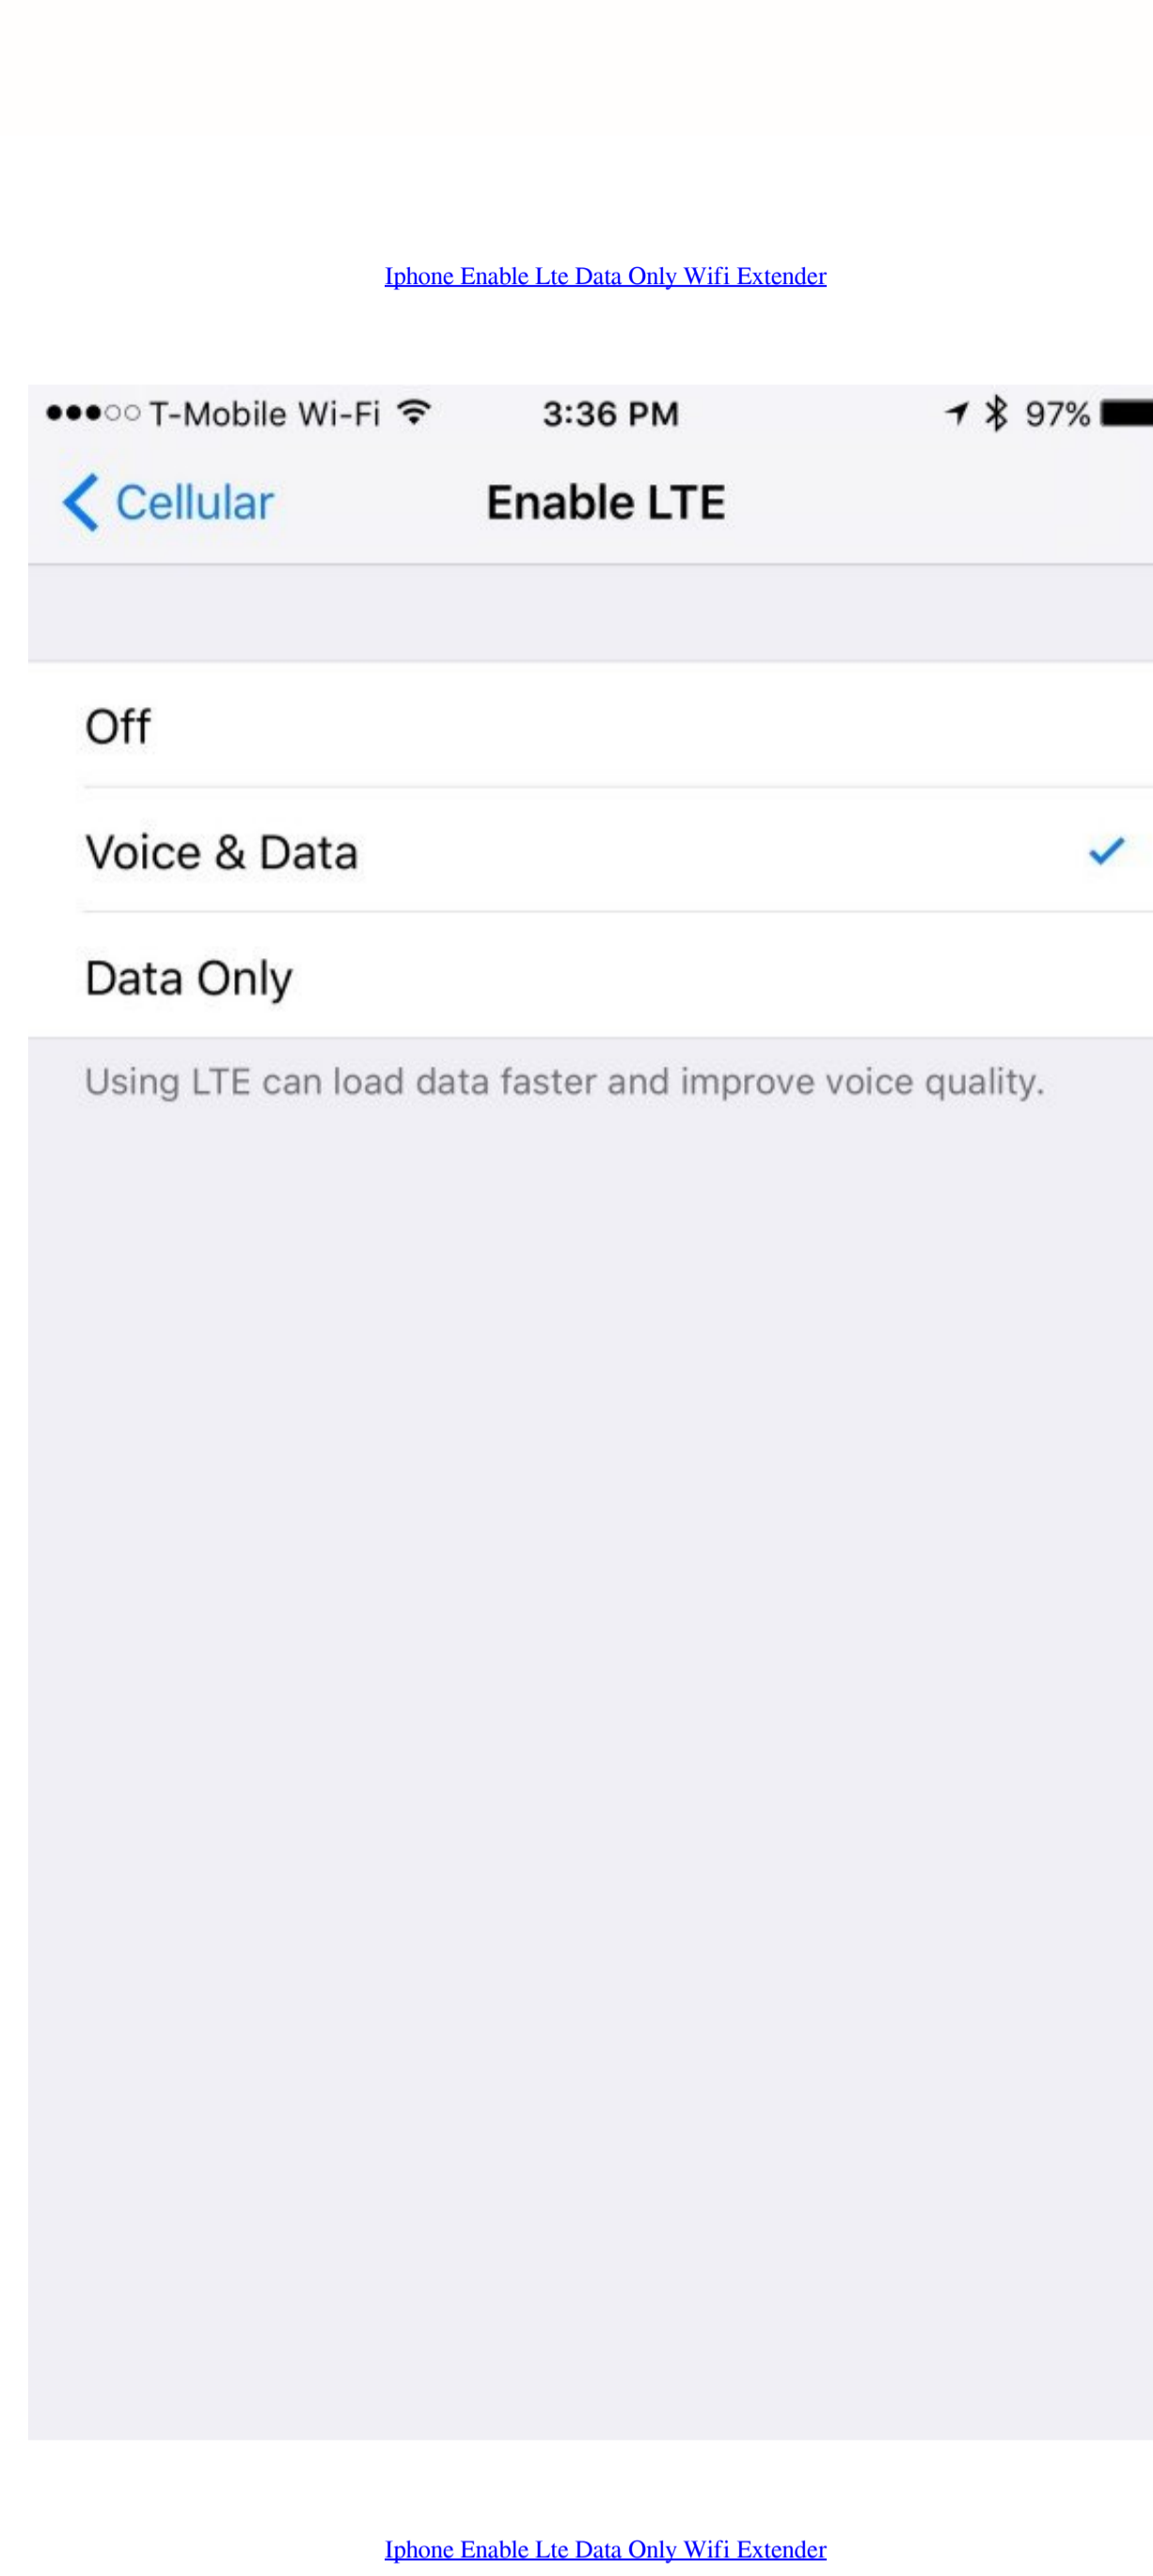 Iphone Enable Lte Data Only Wifi Extender
T-Mobile Wi-Fi 3:36 PM 97%
Cellular Enable LTE
Off
Voice & Data
Data Only
Using LTE can load data faster and improve voice quality.
Iphone Enable Lte Data Only Wifi Extender